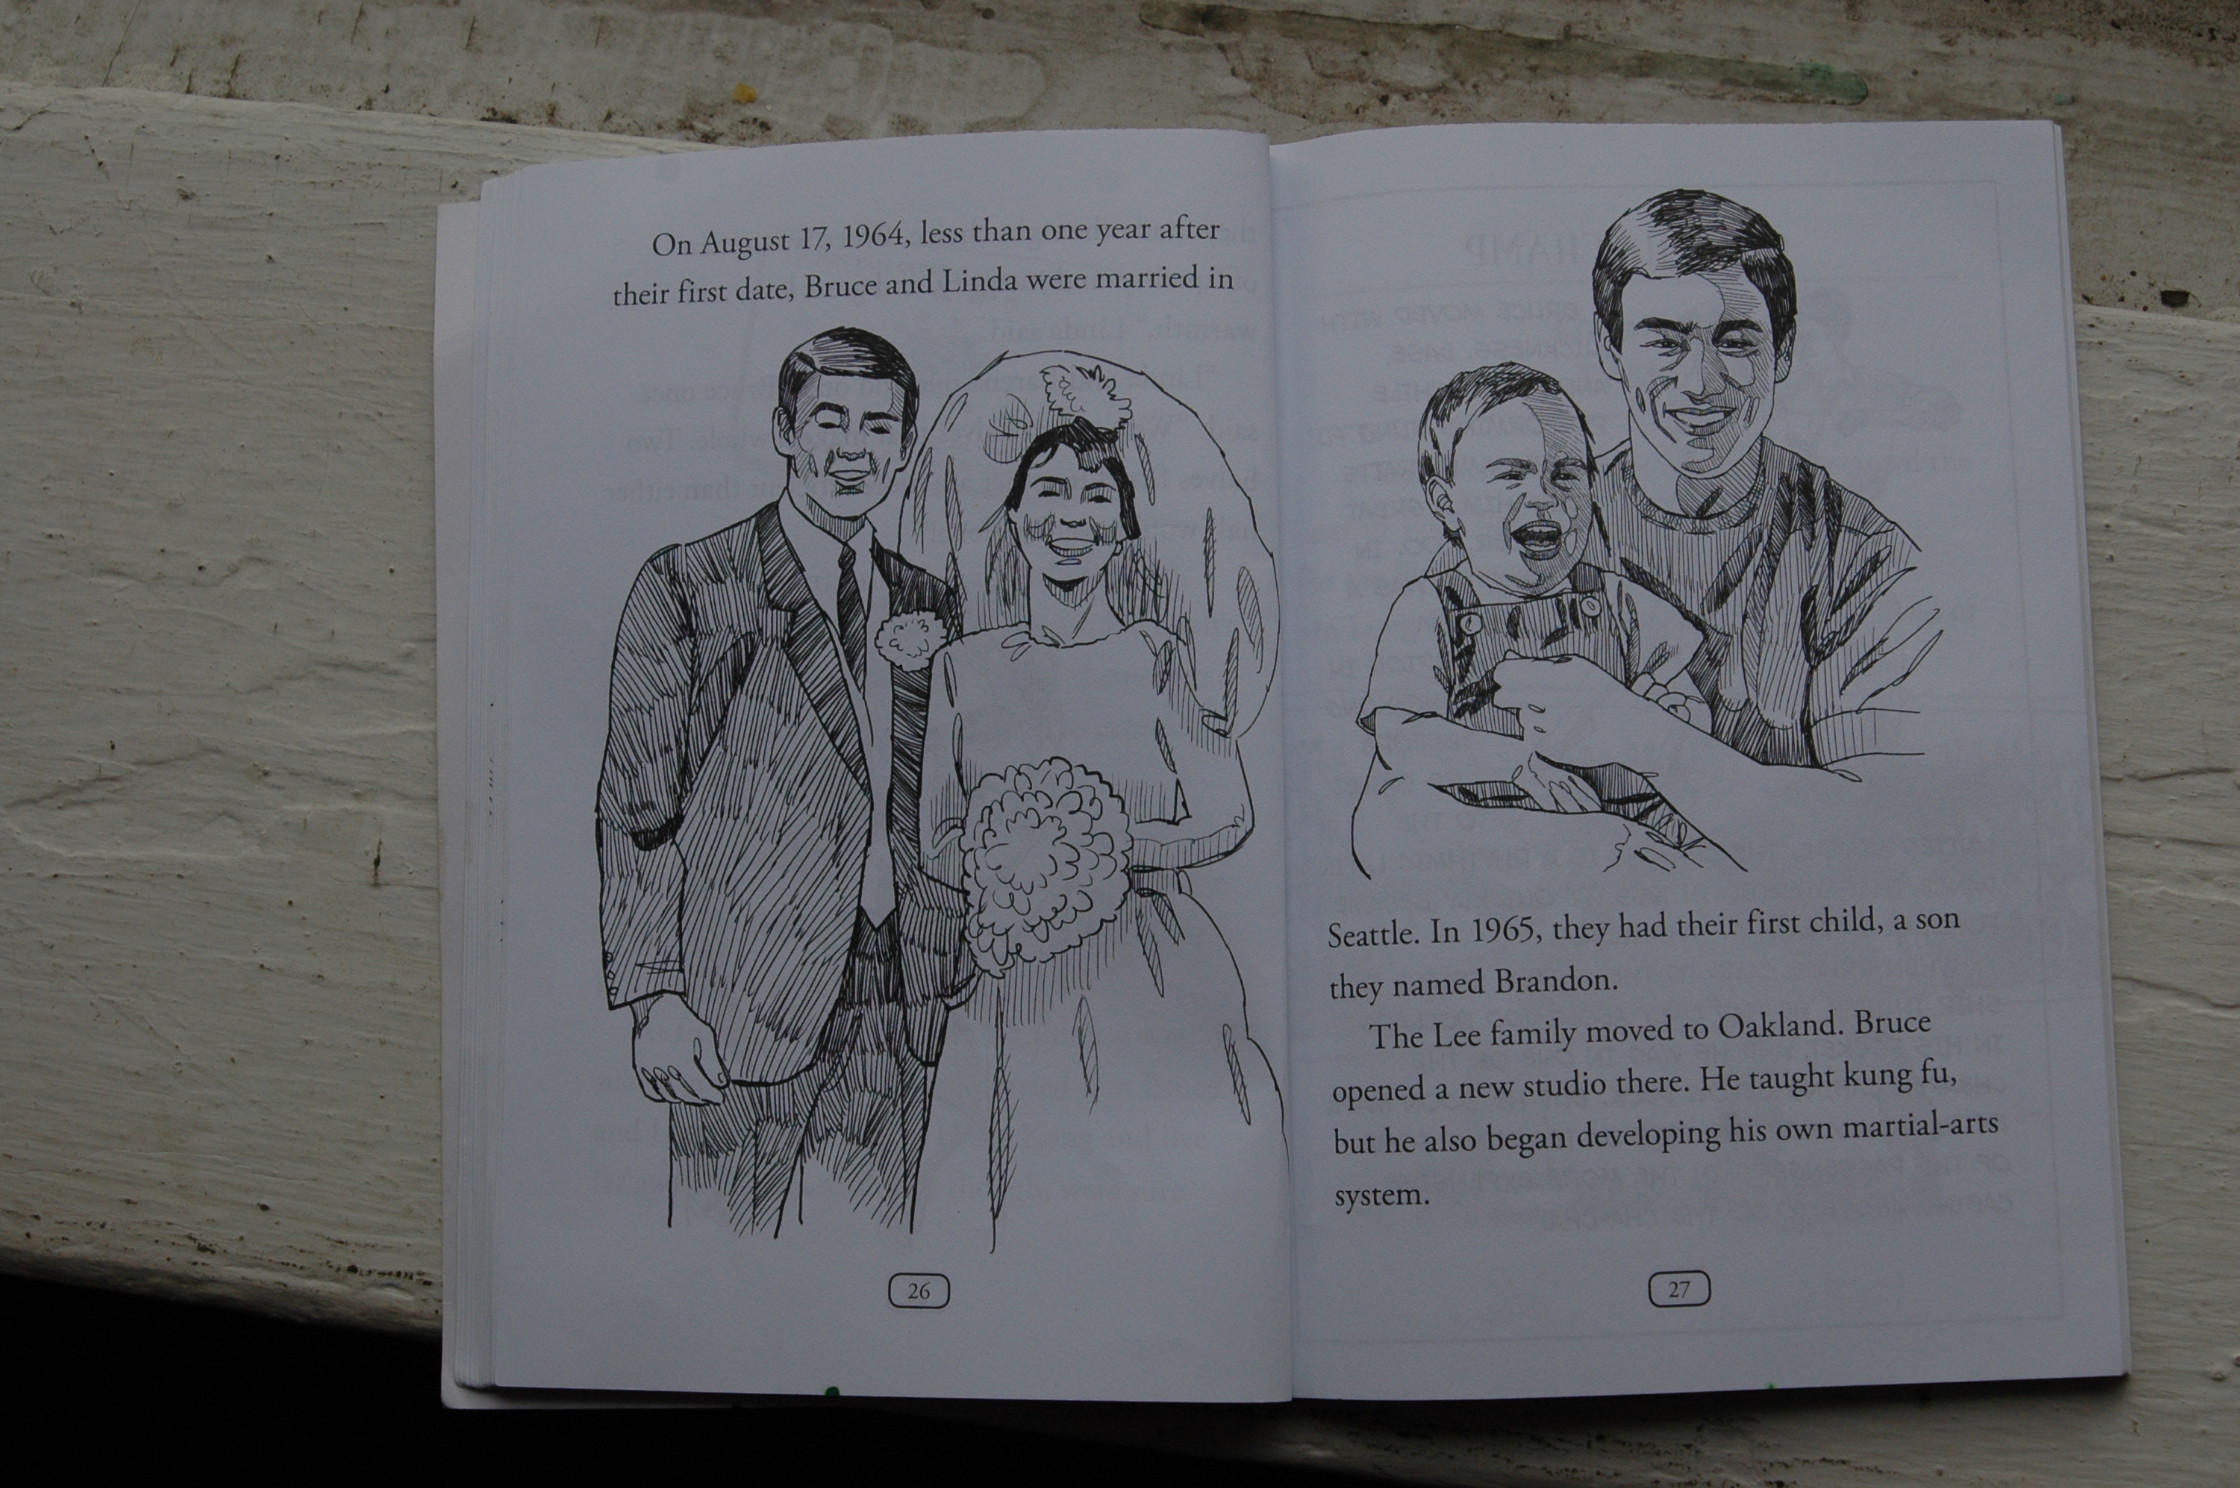 On August 17, 1964, less than one year after
their first date, Bruce and Linda were married in
26
Seattle. In 1965, they had their first child, a son
they named Brandon.
The Lee family moved to Oakland. Bruce
opened a new studio there. He taught kung fu,
but he also began developing his own martial-arts
system.
27